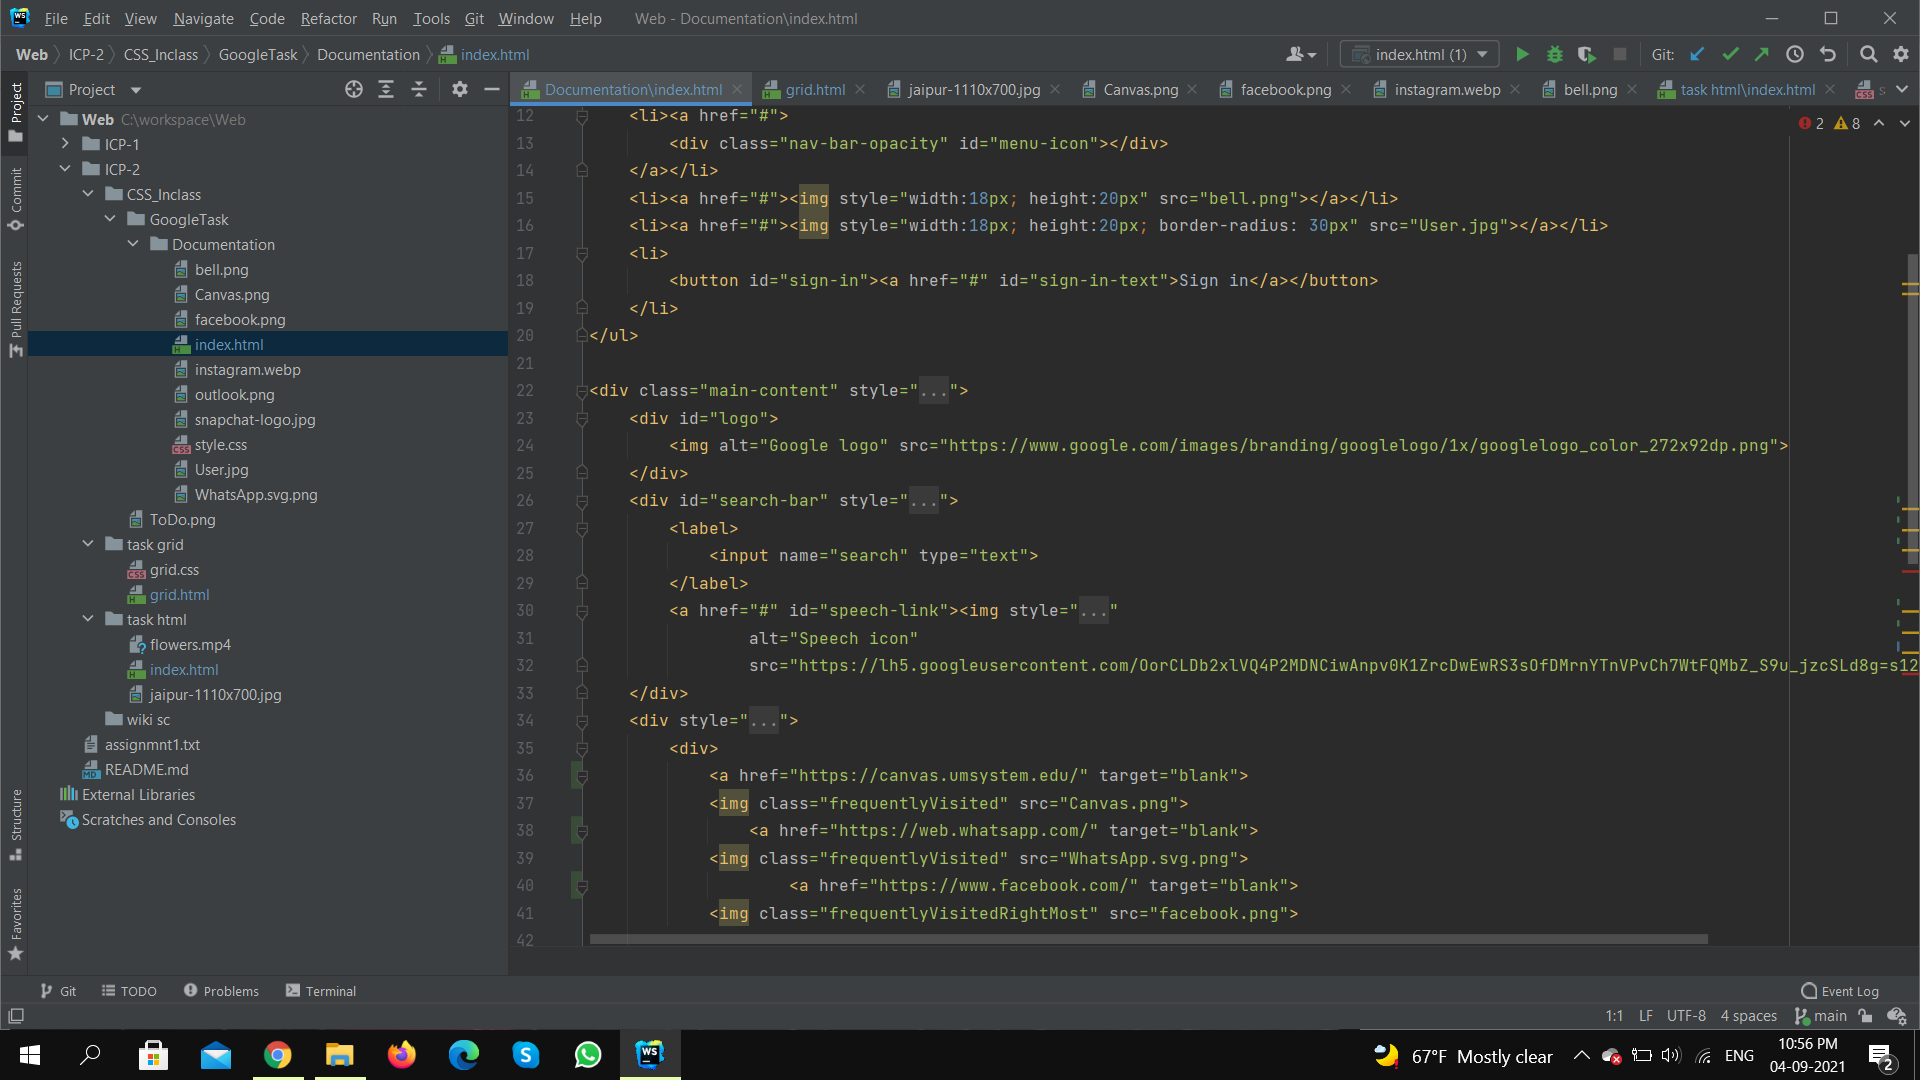 File Edit View Navigate Code Refactor Run Tools Git Window Help Web - Documentation\index.html
Web ICP-2 CSS_Inclass GoogleTask Documentation index.html index.html (1) Git:
Project
Documentation\index.html grid.html jaipur-1110x700.jpg Canvas.png facebook.png instagram.webp bell.png task html\index.html s
2 8
Project
Commit
Pull Requests
Structure
Favorites
Web C:\workspace\Web
ICP-1
ICP-2
CSS_Inclass
GoogleTask
Documentation
bell.png
Canvas.png
facebook.png
index.html
instagram.webp
outlook.png
snapchat-logo.jpg
style.css
User.jpg
WhatsApp.svg.png
ToDo.png
task grid
grid.css
grid.html
task html
flowers.mp4
index.html
jaipur-1110x700.jpg
wiki sc
assignmnt1.txt
README.md
External Libraries
Scratches and Consoles
12 <li><a href="#">
13 <div class="nav-bar-opacity" id="menu-icon"></div>
14 </a></li>
15 <li><a href="#"><img style="width:18px; height:20px" src="bell.png"></a></li>
16 <li><a href="#"><img style="width:18px; height:20px; border-radius: 30px" src="User.jpg"></a></li>
17 <li>
18 <button id="sign-in"><a href="#" id="sign-in-text">Sign in</a></button>
19 </li>
20 </ul>
21
22 <div class="main-content" style="...">
23 <div id="logo">
24 <img alt="Google logo" src="https://www.google.com/images/branding/googlelogo/1x/googlelogo_color_272x92dp.png">
25 </div>
26 <div id="search-bar" style="...">
27 <label>
28 <input name="search" type="text">
29 </label>
30 <a href="#" id="speech-link"><img style="..."
31 alt="Speech icon"
32 src="https://lh5.googleusercontent.com/OorCLDb2xlVQ4P2MDNCiwAnpv0K1ZrcDwEwRS3sOfDMrnYTnVPvCh7WtFQMbZ_S9u_jzcSLd8g=s12
33 </div>
34 <div style="...">
35 <div>
36 <a href="https://canvas.umsystem.edu/" target="blank">
37 <img class="frequentlyVisited" src="Canvas.png">
38 <a href="https://web.whatsapp.com/" target="blank">
39 <img class="frequentlyVisited" src="WhatsApp.svg.png">
40 <a href="https://www.facebook.com/" target="blank">
41 <img class="frequentlyVisitedRightMost" src="facebook.png">
42
Git TODO Problems Terminal Event Log
1:1 LF UTF-8 4 spaces main
67°F Mostly clear ENG 10:56 PM
04-09-2021
2